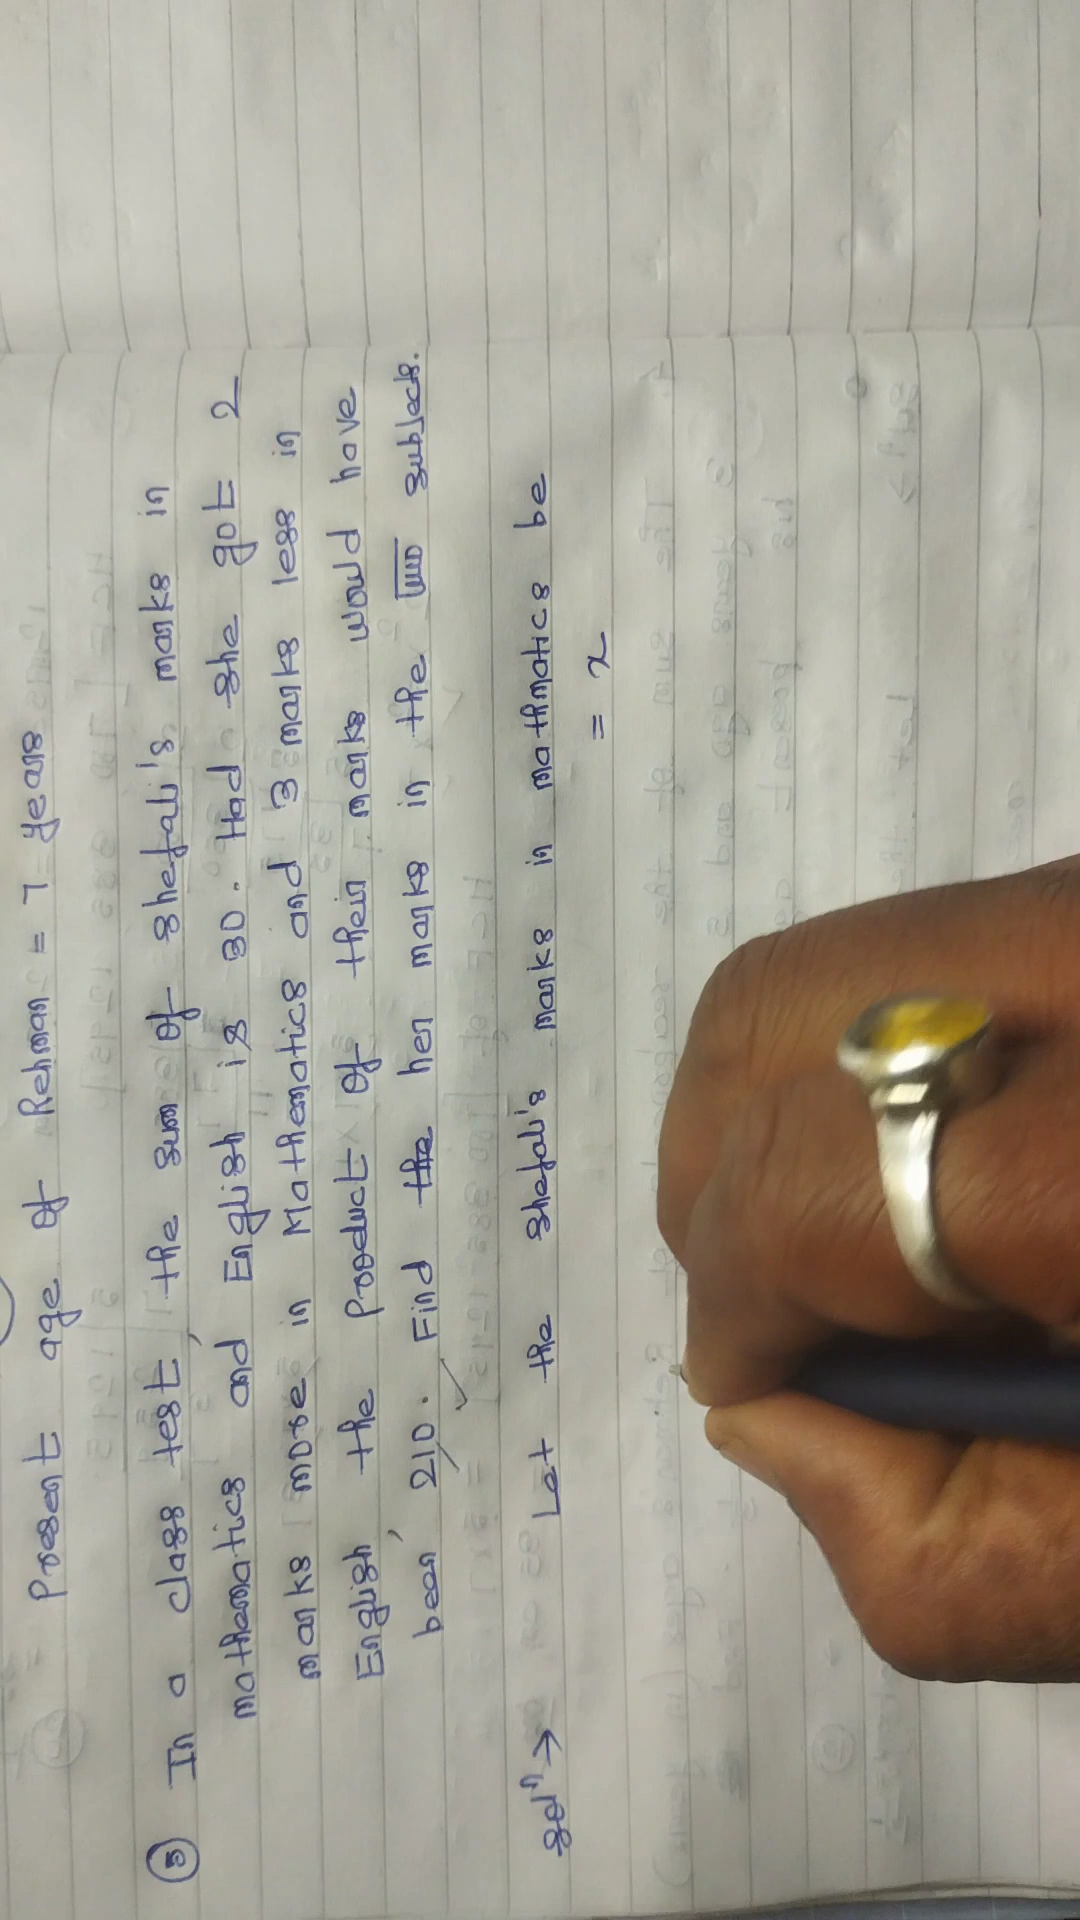 Present age of Rehman = 7 years
5 In a class test, the sum of Shefali's marks in
mathematics and English is 30. Had she got 2
marks more in Mathematics and 3 marks less in
English, the Product of their marks would have
been 210. Find the her marks in the subjects.
Solⁿ→ Let the Shefali's marks in mathmatics be
= x